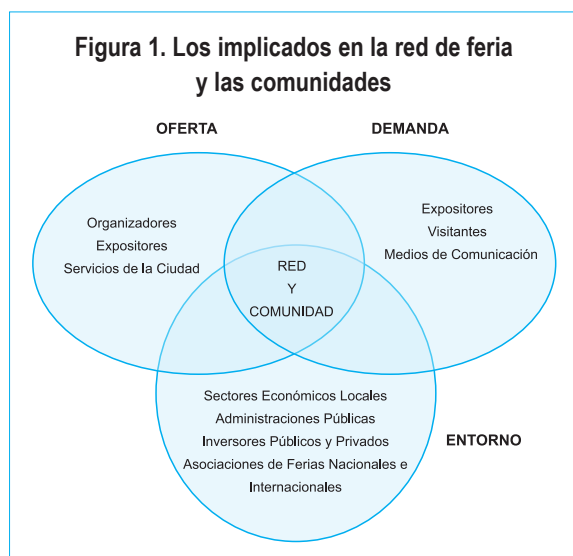 Figura 1. Los implicados en la red de feria
y las comunidades
OFERTA
DEMANDA
Organizadores
Expositores
Servicios de la Ciudad
Expositores
Visitantes
Medios de Comunicación
RED
Y
COMUNIDAD
Sectores Económicos Locales
Administraciones Públicas
Inversores Públicos y Privados
Asociaciones de Ferias Nacionales e
Internacionales
ENTORNO